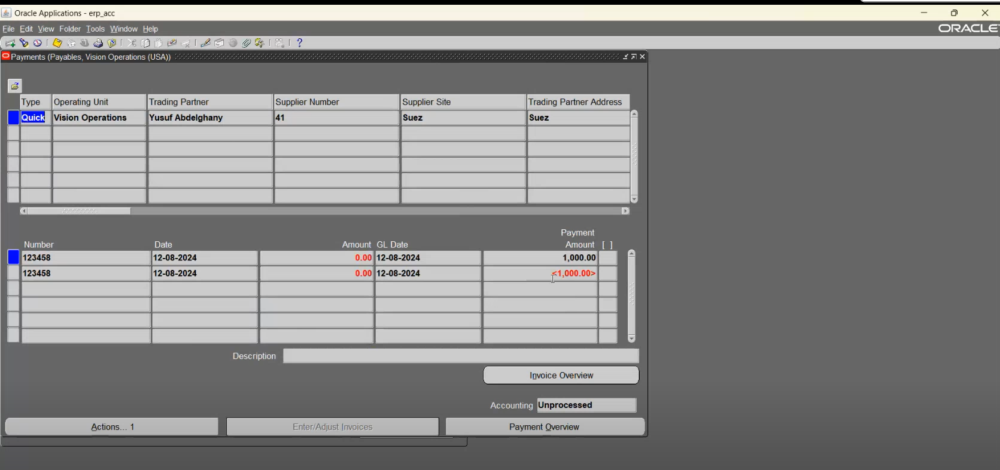 Oracle Applications - erp_acc
File Edit View Folder Tools Window Help
ORACLE
Payments (Payables, Vision Operations (USA))
Type Operating Unit Trading Partner Supplier Number Supplier Site Trading Partner Address
Quick Vision Operations Yusuf Abdelghany 41 Suez Suez
Payment
Number Date Amount GL Date Amount [ ]
123458 12-08-2024 0.00 12-08-2024 1,000.00
123458 12-08-2024 0.00 12-08-2024 <1,000.00>
Description
Invoice Overview
Accounting Unprocessed
Actions... 1 Enter/Adjust Invoices Payment Overview